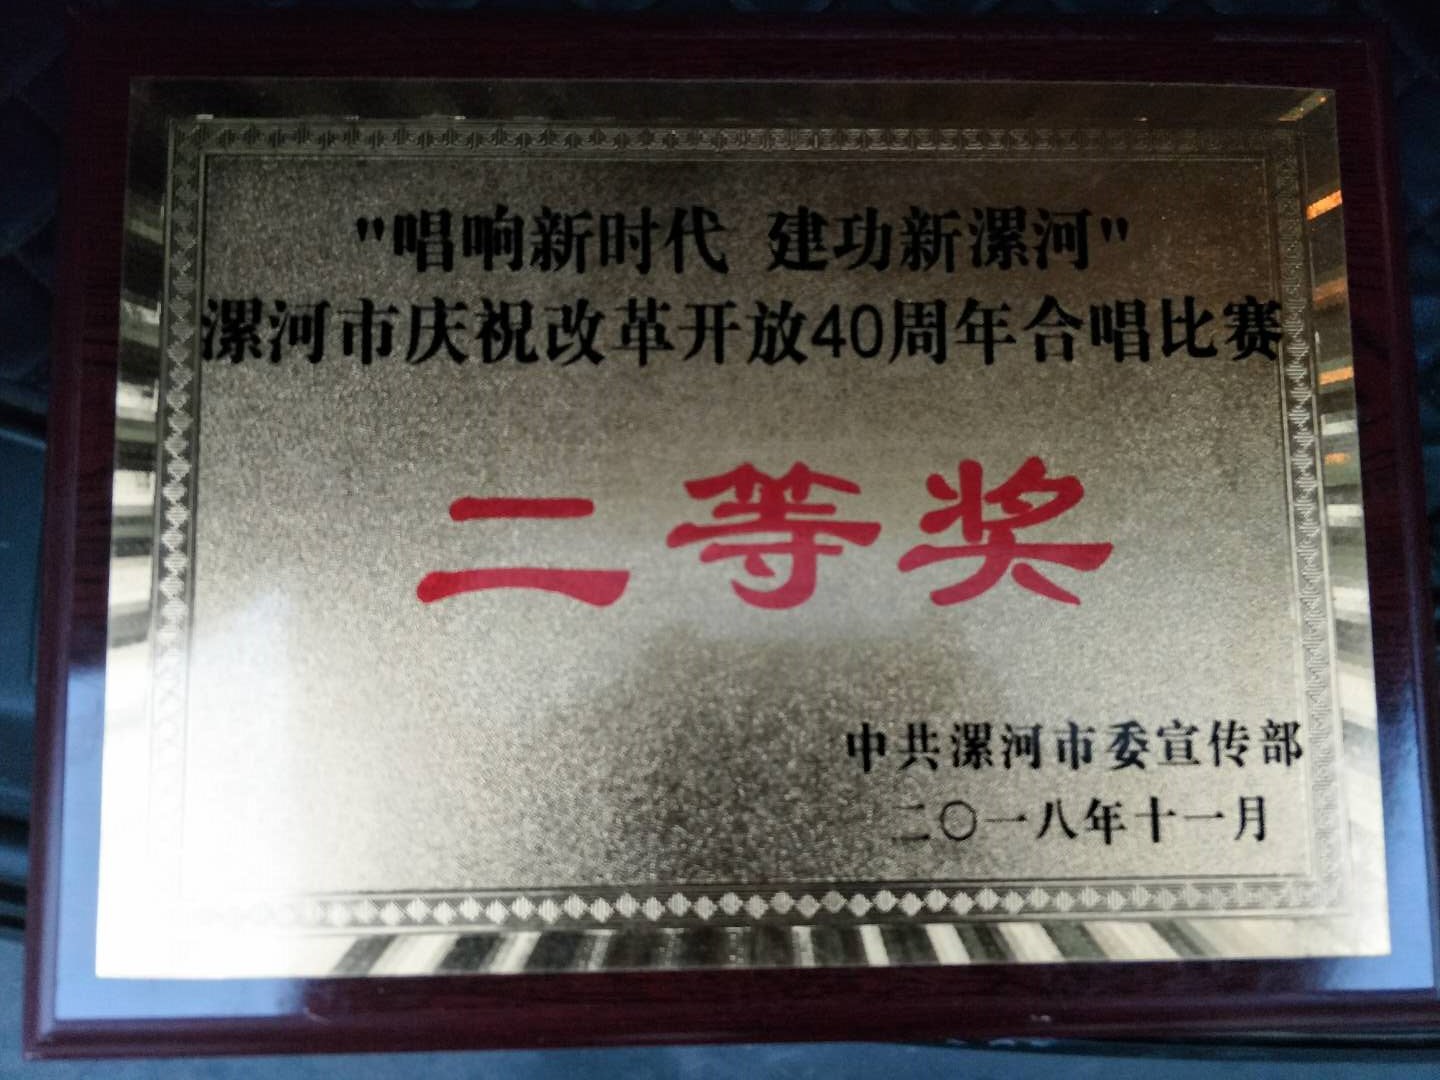 "唱响新时代 建功新漯河"
漯河市庆祝改革开放40周年合唱比赛
二等奖
中共漯河市委宣传部
二〇一八年十一月